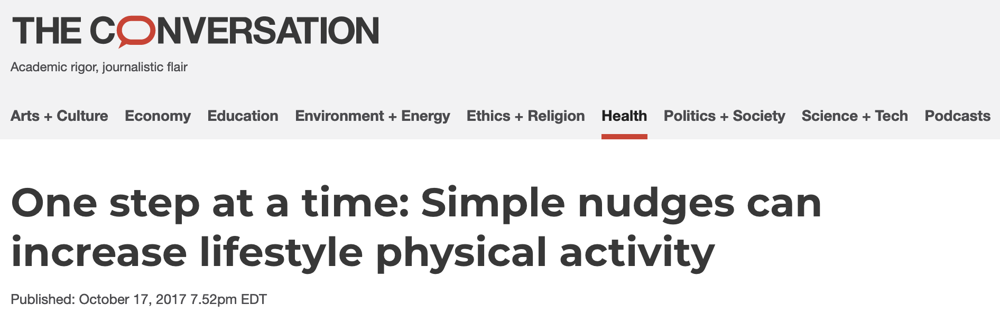 THE CONVERSATION
Academic rigor, journalistic flair
Arts + Culture Economy Education Environment + Energy Ethics + Religion Health Politics + Society Science + Tech Podcasts
One step at a time: Simple nudges can
increase lifestyle physical activity
Published: October 17, 2017 7.52pm EDT